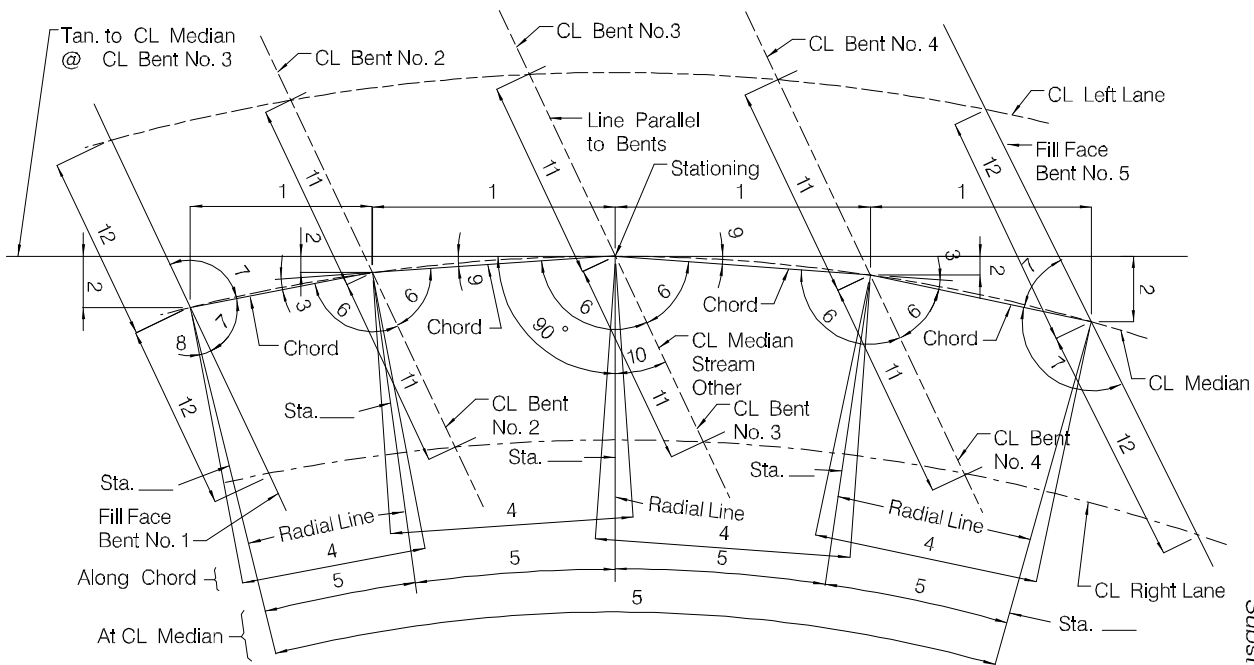 Tan. to CL Median
@ CL Bent No. 3
CL Bent No. 2
CL Bent No.3
CL Bent No. 4
CL Left Lane
Line Parallel
to Bents
Fill Face
Bent No. 5
Stationing
11
11
11
12
12
1
1
1
1
2
2
3
9
9
3
2
2
7
7
8
6
6
6
6
6
6
7
7
Chord
Chord
Chord
Chord
90°
10
CL Median
Stream
Other
CL Median
12
11
11
11
12
Sta. ___
CL Bent
No. 2
CL Bent
No. 3
CL Bent
No. 4
Sta. ___
Sta. ___
Sta. ___
Fill Face
Bent No. 1
Radial Line
Radial Line
Radial Line
4
4
4
4
Along Chord
5
5
5
5
CL Right Lane
5
At CL Median
Sta. ___